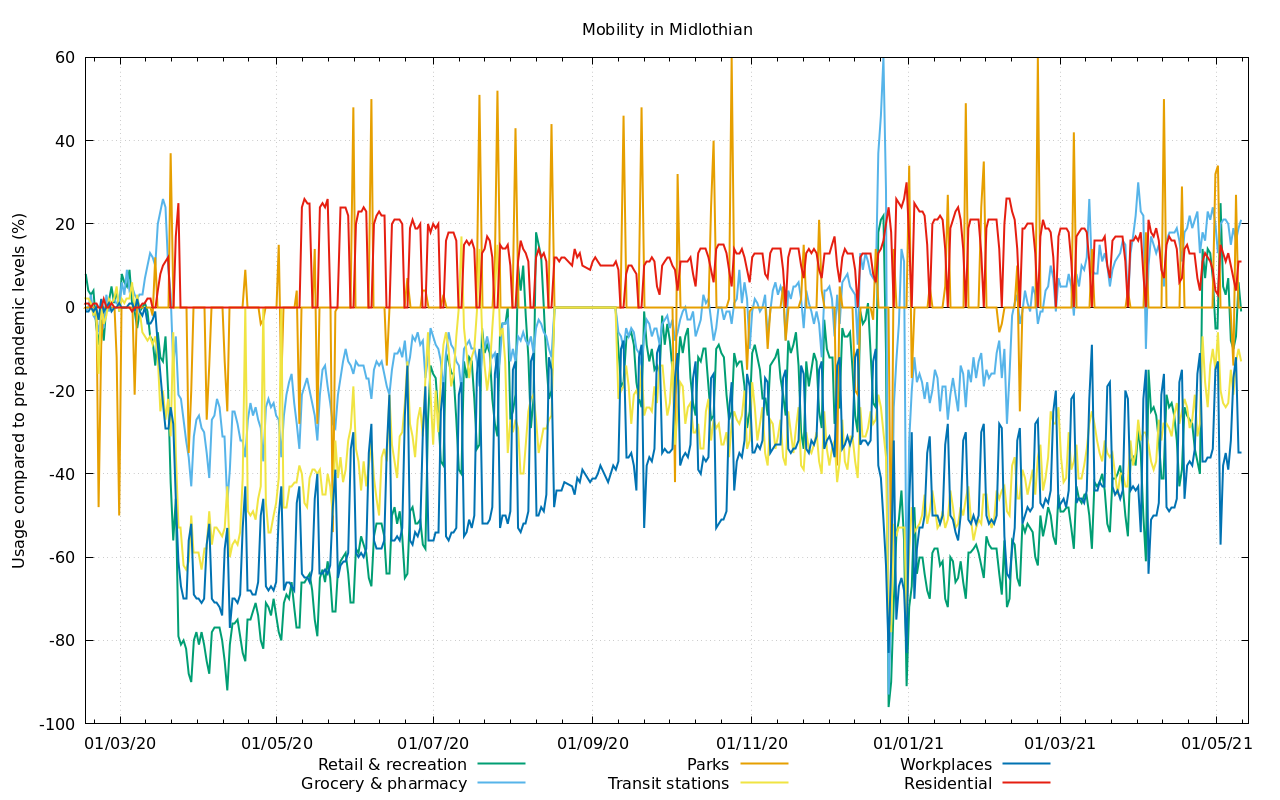 Mobility in Midlothian
Usage compared to pre pandemic levels (%)
60
40
20
0
-20
-40
-60
-80
-100
01/03/20 01/05/20 01/07/20 01/09/20 01/11/20 01/01/21 01/03/21 01/05/21
Retail & recreation Parks Workplaces
Grocery & pharmacy Transit stations Residential